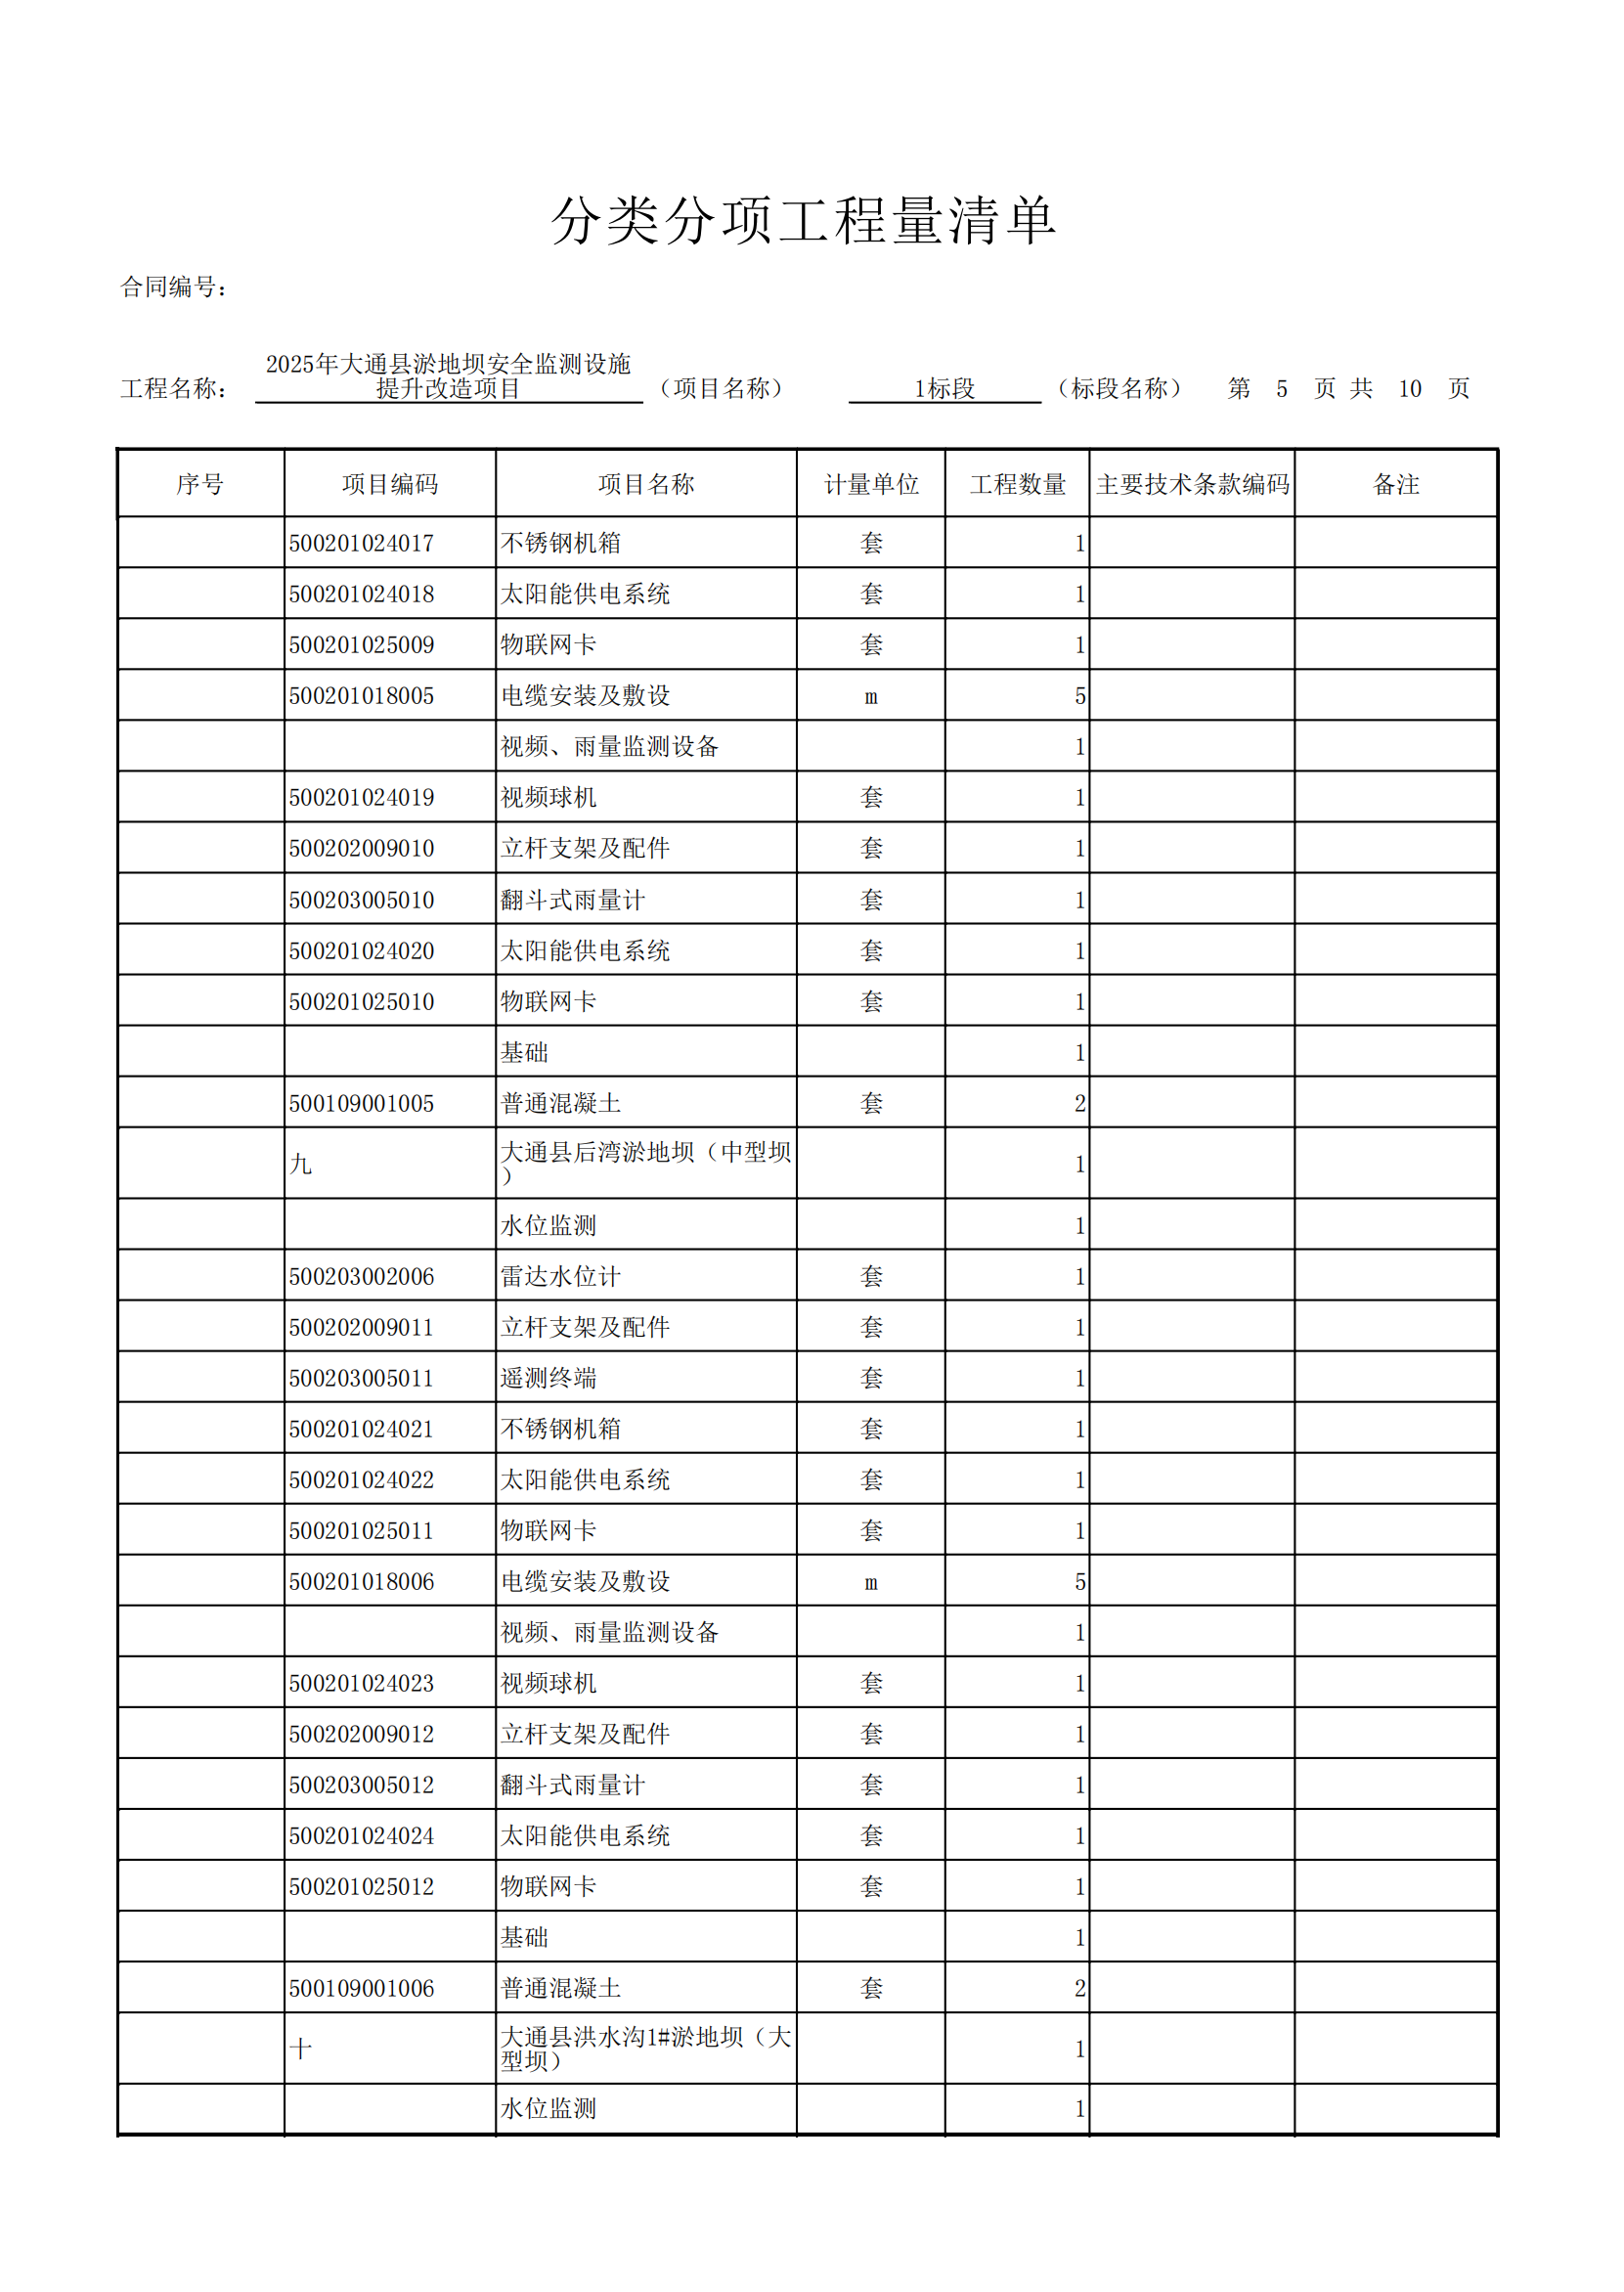 分类分项工程量清单
合同编号：
2025年大通县淤地坝安全监测设施
工程名称： 提升改造项目 （项目名称） 1标段 （标段名称） 第 5 页 共 10 页
序号 项目编码 项目名称 计量单位 工程数量 主要技术条款编码 备注
500201024017 不锈钢机箱 套 1
500201024018 太阳能供电系统 套 1
500201025009 物联网卡 套 1
500201018005 电缆安装及敷设 m 5
视频、雨量监测设备 1
500201024019 视频球机 套 1
500202009010 立杆支架及配件 套 1
500203005010 翻斗式雨量计 套 1
500201024020 太阳能供电系统 套 1
500201025010 物联网卡 套 1
基础 1
500109001005 普通混凝土 套 2
九 大通县后湾淤地坝（中型坝 1
）
水位监测 1
500203002006 雷达水位计 套 1
500202009011 立杆支架及配件 套 1
500203005011 遥测终端 套 1
500201024021 不锈钢机箱 套 1
500201024022 太阳能供电系统 套 1
500201025011 物联网卡 套 1
500201018006 电缆安装及敷设 m 5
视频、雨量监测设备 1
500201024023 视频球机 套 1
500202009012 立杆支架及配件 套 1
500203005012 翻斗式雨量计 套 1
500201024024 太阳能供电系统 套 1
500201025012 物联网卡 套 1
基础 1
500109001006 普通混凝土 套 2
十 大通县洪水沟1#淤地坝（大 1
型坝）
水位监测 1